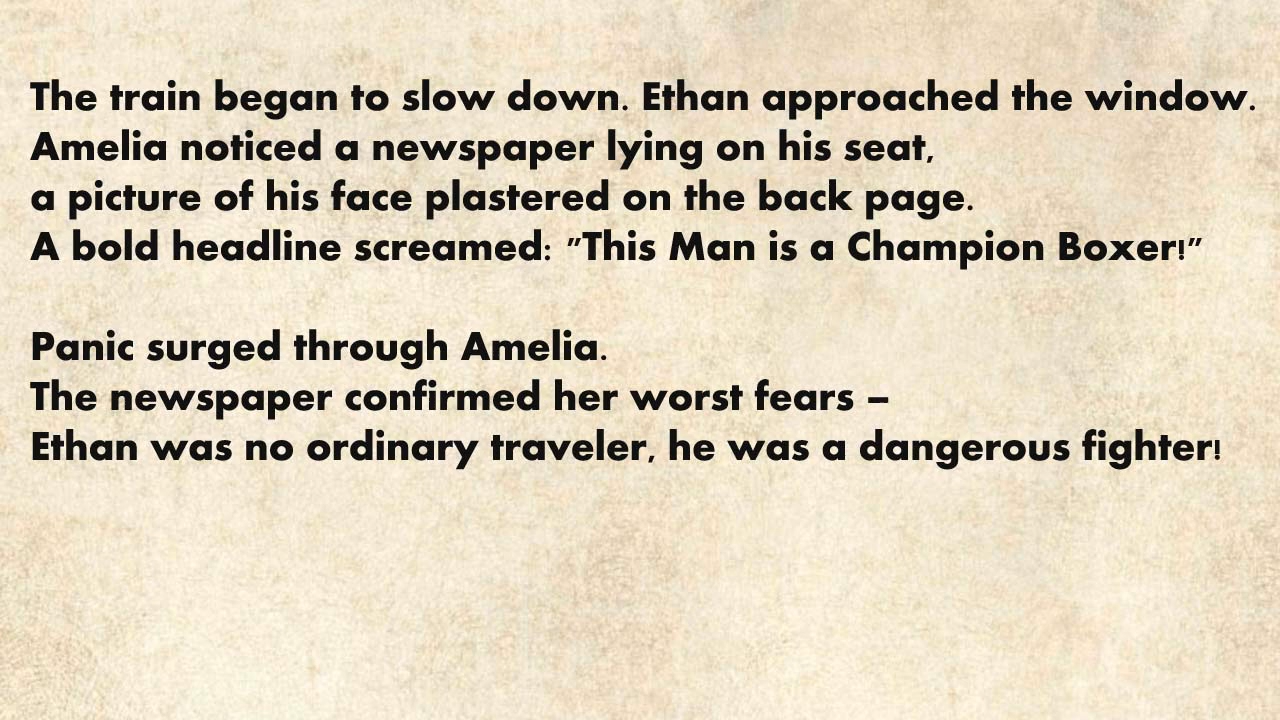 The train began to slow down. Ethan approached the window.
Amelia noticed a newspaper lying on his seat,
a picture of his face plastered on the back page.
A bold headline screamed: "This Man is a Champion Boxer!"
Panic surged through Amelia.
The newspaper confirmed her worst fears –
Ethan was no ordinary traveler, he was a dangerous fighter!